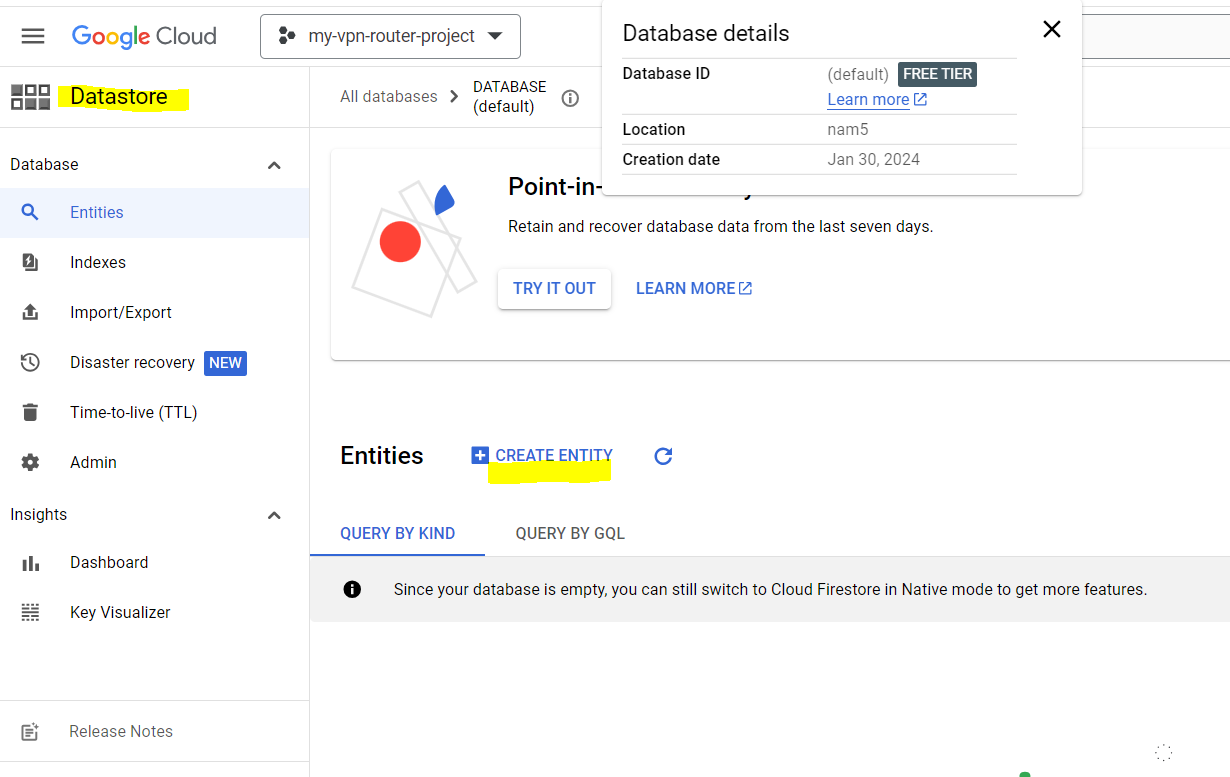 Google Cloud
my-vpn-router-project
Datastore
All databases
DATABASE
(default)
Database details
Database ID
(default) FREE TIER
Learn more
Location nam5
Creation date Jan 30, 2024
Database
Entities
Indexes
Import/Export
Disaster recovery NEW
Time-to-live (TTL)
Admin
Insights
Dashboard
Key Visualizer
Release Notes
Point-in-
Retain and recover database data from the last seven days.
TRY IT OUT LEARN MORE
Entities CREATE ENTITY
QUERY BY KIND QUERY BY GQL
Since your database is empty, you can still switch to Cloud Firestore in Native mode to get more features.